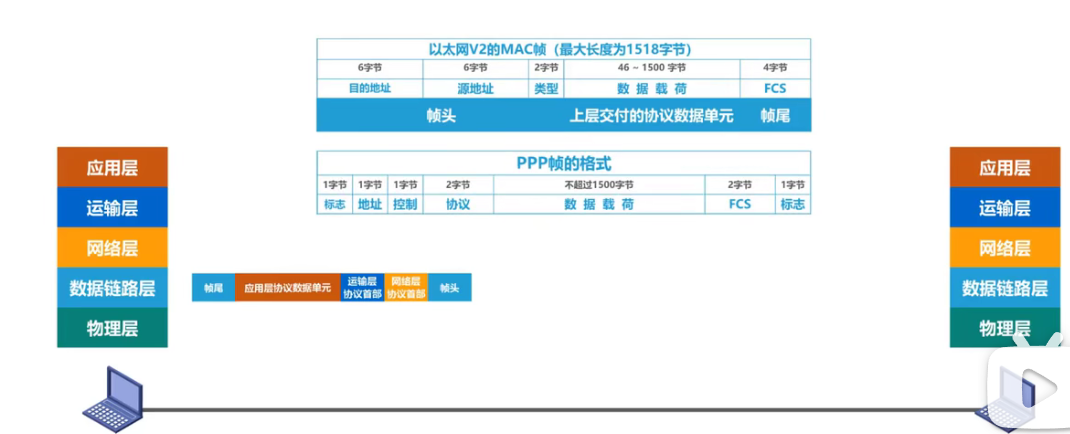 以太网V2的MAC帧（最大长度为1518字节）
6字节 6字节 2字节 46 ~ 1500 字节 4字节
目的地址 源地址 类型 数 据 载 荷 FCS
帧头 上层交付的协议数据单元 帧尾
PPP帧的格式
1字节 1字节 1字节 2字节 不超过1500字节 2字节 1字节
标志 地址 控制 协议 数 据 载 荷 FCS 标志
应用层
运输层
网络层
数据链路层
物理层
帧尾 应用层协议数据单元 运输层 协议首部 网络层 协议首部 帧头
应用层
运输层
网络层
数据链路层
物理层